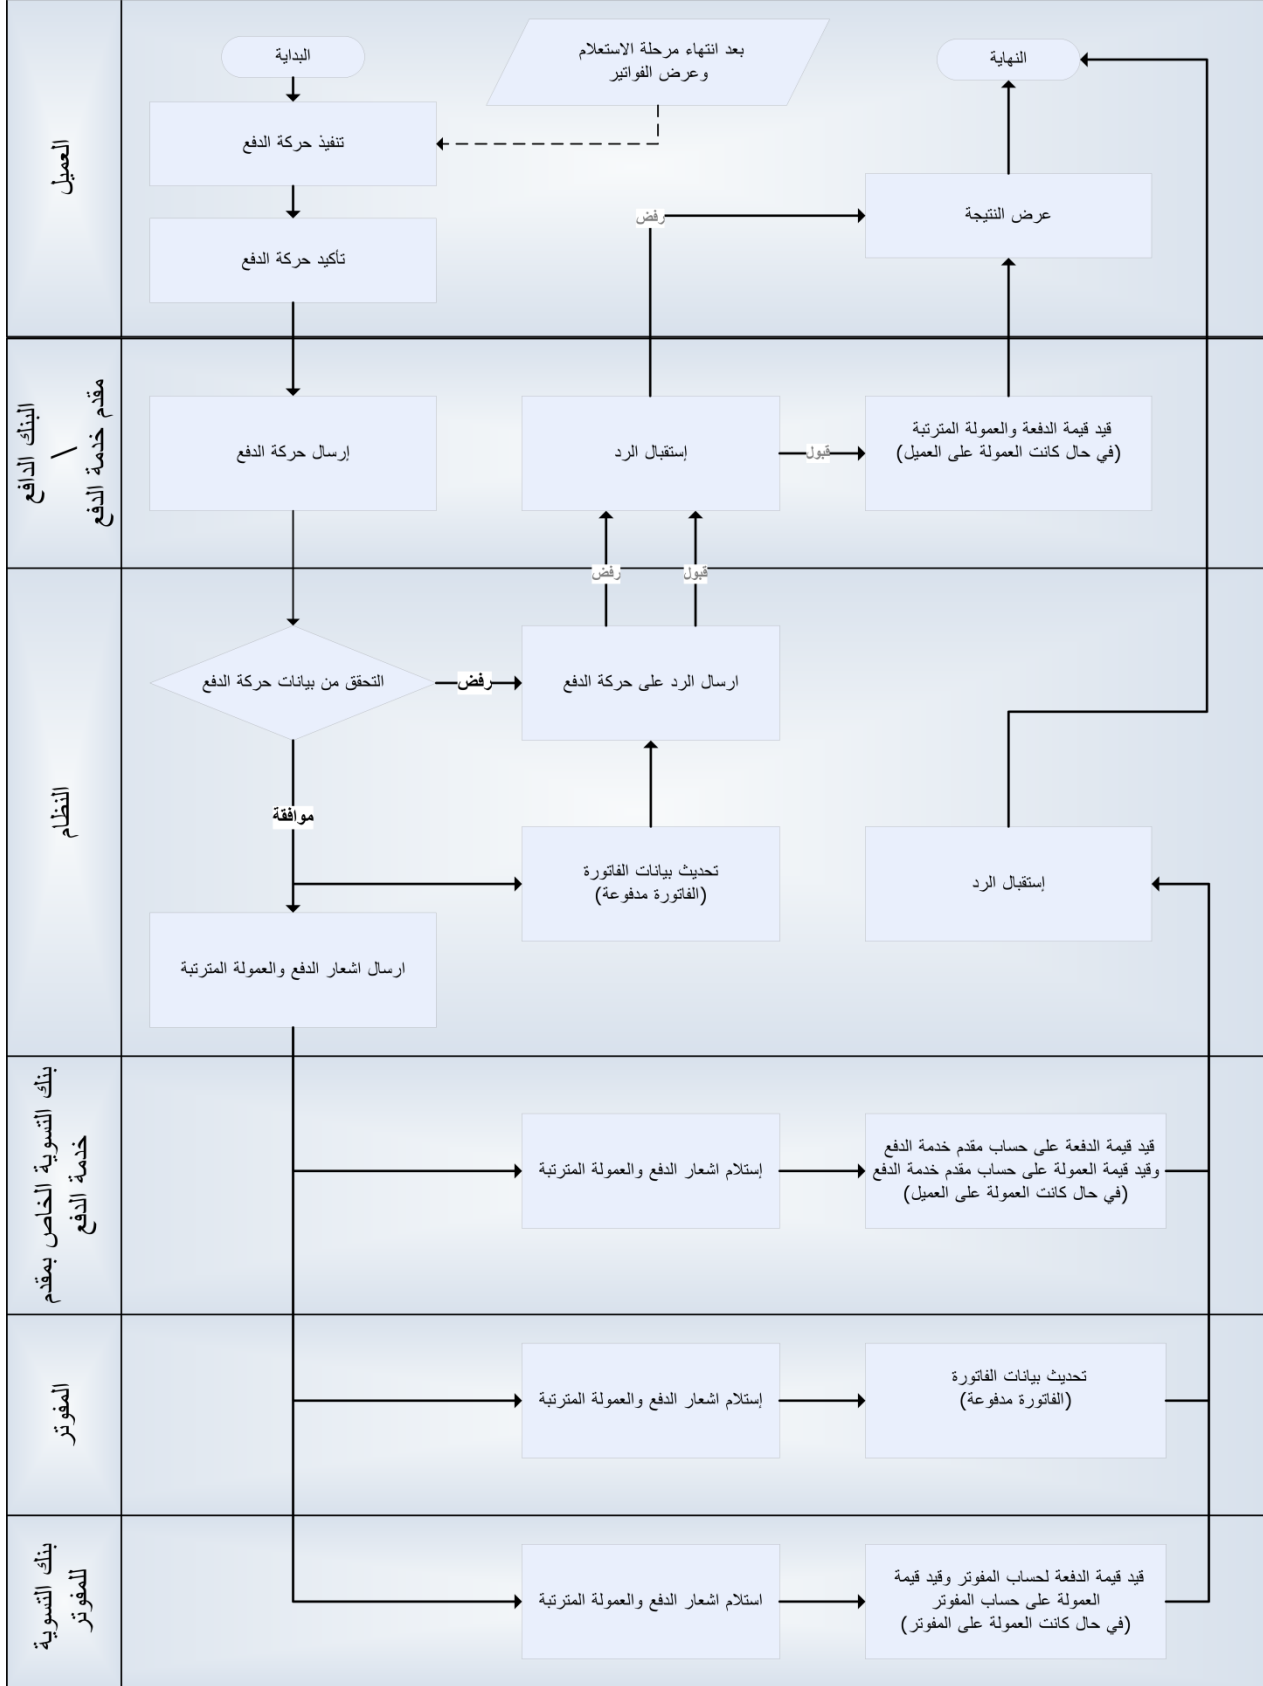 العميل
البداية
بعد انتهاء مرحلة الاستعلام
وعرض الفواتير
النهاية
تنفيذ حركة الدفع
عرض النتيجة
رفض
تأكيد حركة الدفع
البنك الدافع
\
مقدم خدمة الدفع
إرسال حركة الدفع
إستقبال الرد
قبول
قيد قيمة الدفعة والعمولة المترتبة
(في حال كانت العمولة على العميل)
رفض
قبول
النظام
التحقق من بيانات حركة الدفع
رفض
ارسال الرد على حركة الدفع
موافقة
تحديث بيانات الفاتورة
(الفاتورة مدفوعة)
إستقبال الرد
ارسال اشعار الدفع والعمولة المترتبة
بنك التسوية الخاص بمقدم
خدمة الدفع
إستلام اشعار الدفع والعمولة المترتبة
قيد قيمة الدفعة على حساب مقدم خدمة الدفع
وقيد قيمة العمولة على حساب مقدم خدمة الدفع
(في حال كانت العمولة على العميل)
المفوتر
إستلام اشعار الدفع والعمولة المترتبة
تحديث بيانات الفاتورة
(الفاتورة مدفوعة)
بنك التسوية
للمفوتر
استلام اشعار الدفع والعمولة المترتبة
قيد قيمة الدفعة لحساب المفوتر وقيد قيمة
العمولة على حساب المفوتر
(في حال كانت العمولة على المفوتر)